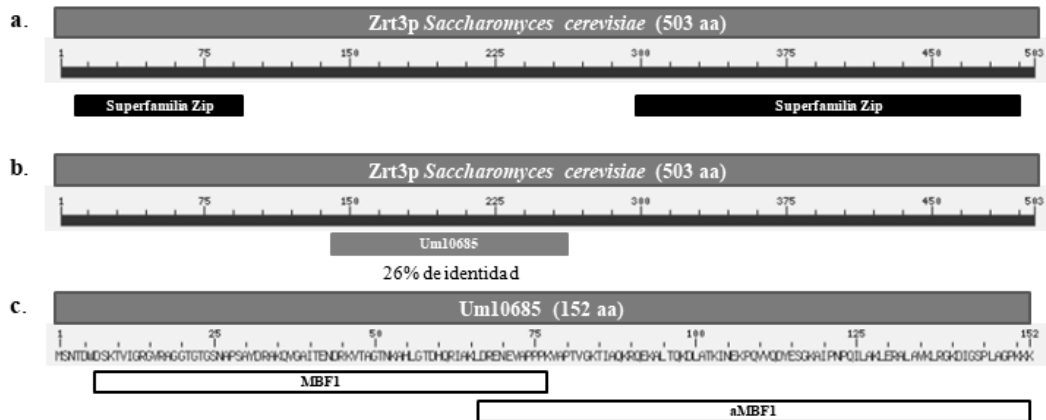 a.
Zrt3p Saccharomyces cerevisiae (503 aa)
1 75 150 225 300 375 450 503
Superfamilia Zip Superfamilia Zip
b.
Zrt3p Saccharomyces cerevisiae (503 aa)
1 75 150 225 300 375 450 503
Um10685
26% de identidad
c.
Um10685 (152 aa)
1 25 50 75 100 125 152
MSNTDWDSKTVIGRGVRAGGTGTGSNAPSAYDRAKQVGAITENDRKVTAGTNKAHLGTDHQRIAKLDRENEVAPPPKVAPTVGKTIAQKRQEKALTQKDLATKINEKPQVVQDYESGKAIPNPQILAKLERALAVKLRGKDIGSPLAGPKKK
MBF1
aMBF1